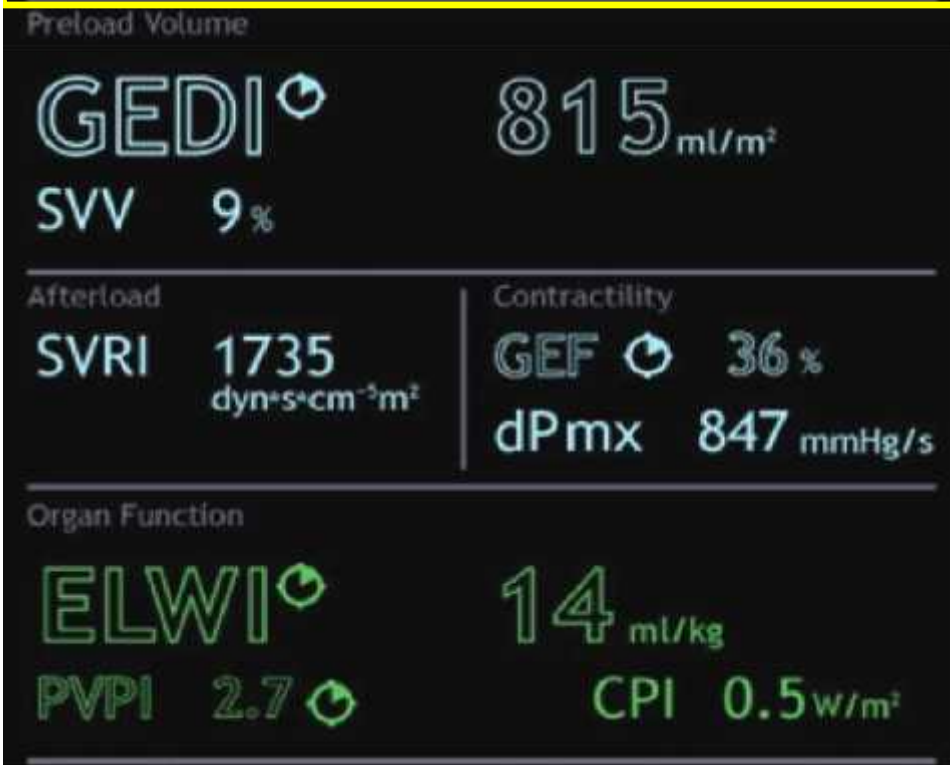 Preload Volume
GEDI 815 ml/m²
SVV 9 %
Afterload
SVRI 1735
dyn•s•cm⁻⁵m²
Contractility
GEF 36 %
dPmx 847 mmHg/s
Organ Function
ELWI 14 ml/kg
PVPI 2.7 CPI 0.5 W/m²